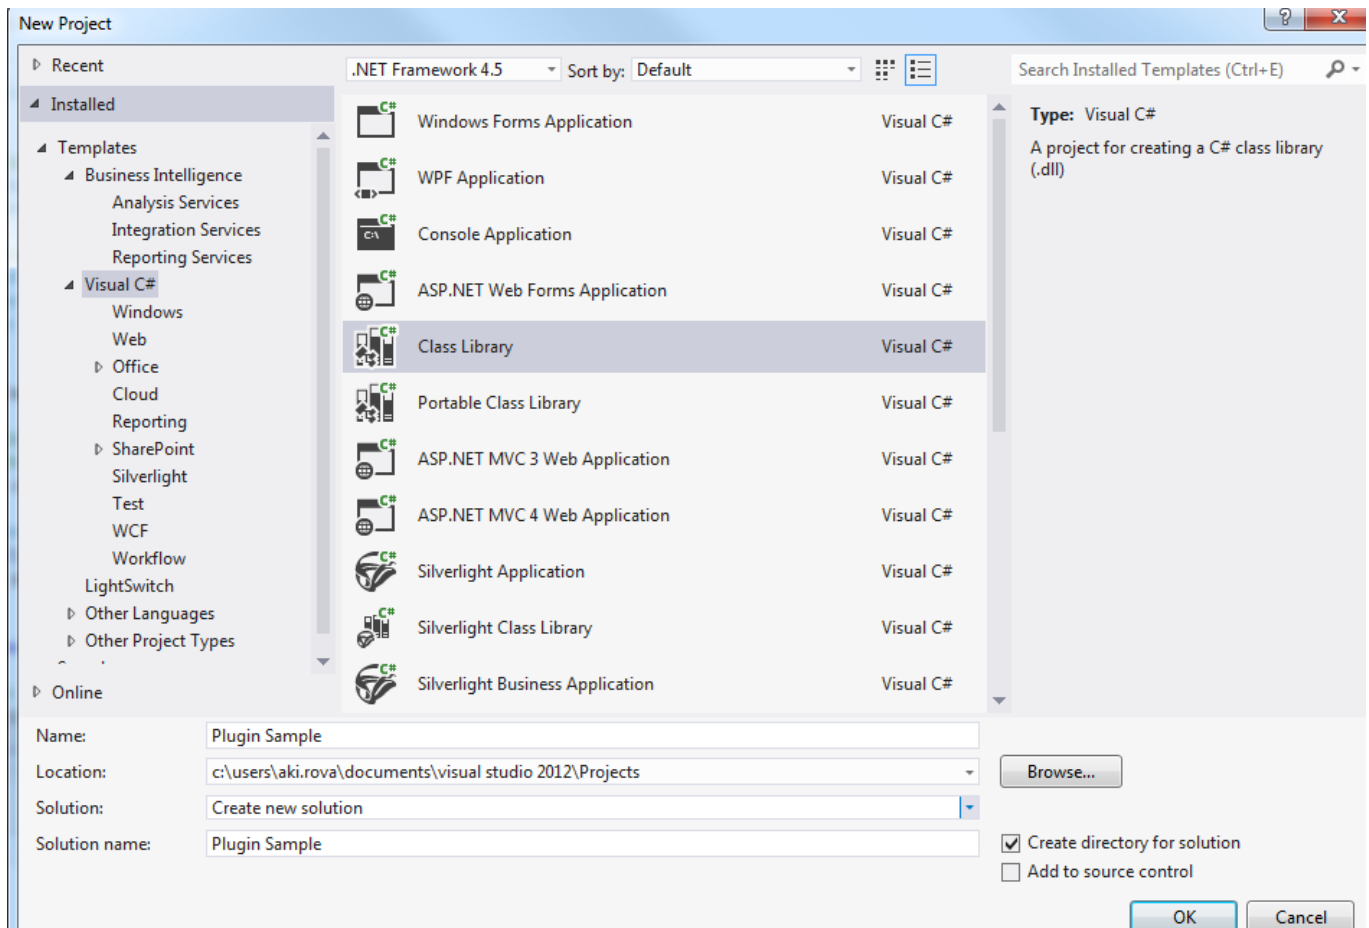 New Project
Recent
.NET Framework 4.5 Sort by: Default
Search Installed Templates (Ctrl+E)
Installed
Templates
Business Intelligence
Analysis Services
Integration Services
Reporting Services
Visual C#
Windows
Web
Office
Cloud
Reporting
SharePoint
Silverlight
Test
WCF
Workflow
LightSwitch
Other Languages
Other Project Types
Online
Windows Forms Application Visual C#
WPF Application Visual C#
Console Application Visual C#
ASP.NET Web Forms Application Visual C#
Class Library Visual C#
Portable Class Library Visual C#
ASP.NET MVC 3 Web Application Visual C#
ASP.NET MVC 4 Web Application Visual C#
Silverlight Application Visual C#
Silverlight Class Library Visual C#
Silverlight Business Application Visual C#
Type: Visual C#
A project for creating a C# class library
(.dll)
Name: Plugin Sample
Location: c:\users\aki.rova\documents\visual studio 2012\Projects Browse...
Solution: Create new solution
Solution name: Plugin Sample
Create directory for solution
Add to source control
OK Cancel